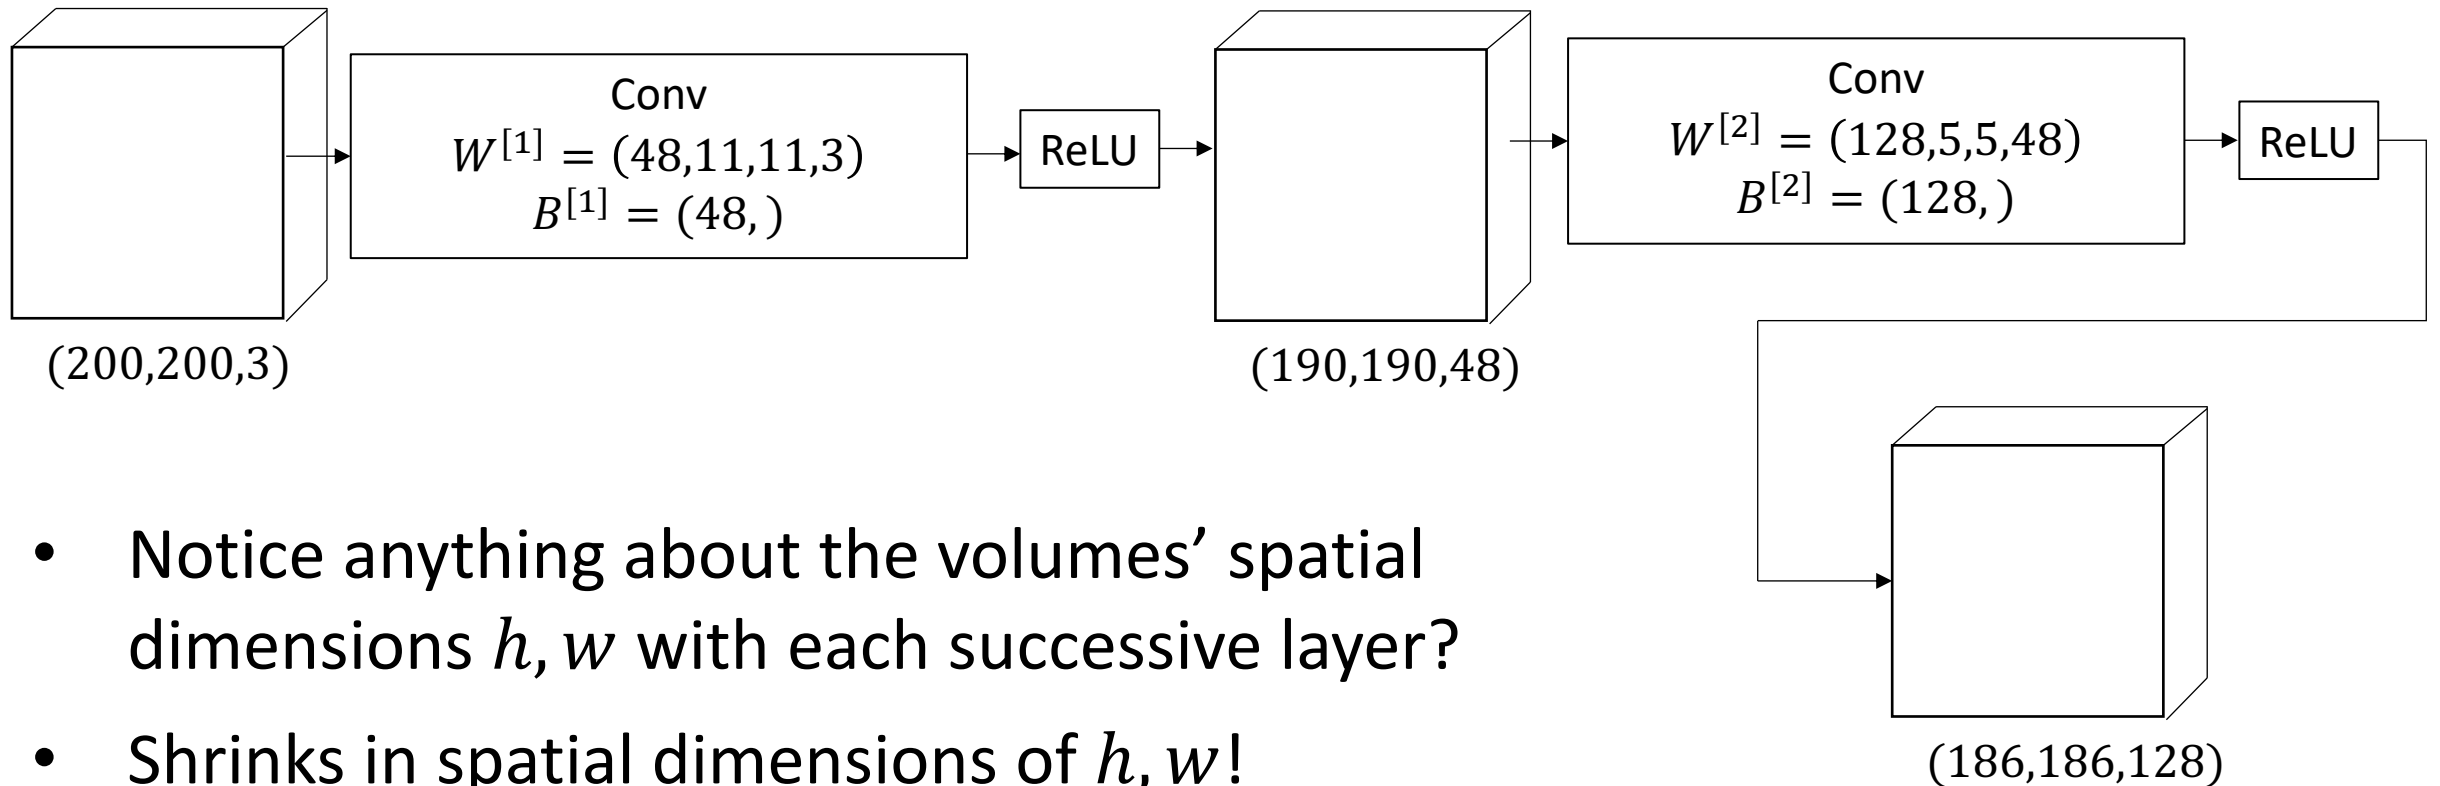 Conv
W^[1] = (48,11,11,3)
B^[1] = (48, )
ReLU
Conv
W^[2] = (128,5,5,48)
B^[2] = (128, )
ReLU
(200,200,3)
(190,190,48)
(186,186,128)
• Notice anything about the volumes’ spatial
dimensions h, w with each successive layer?
• Shrinks in spatial dimensions of h, w!